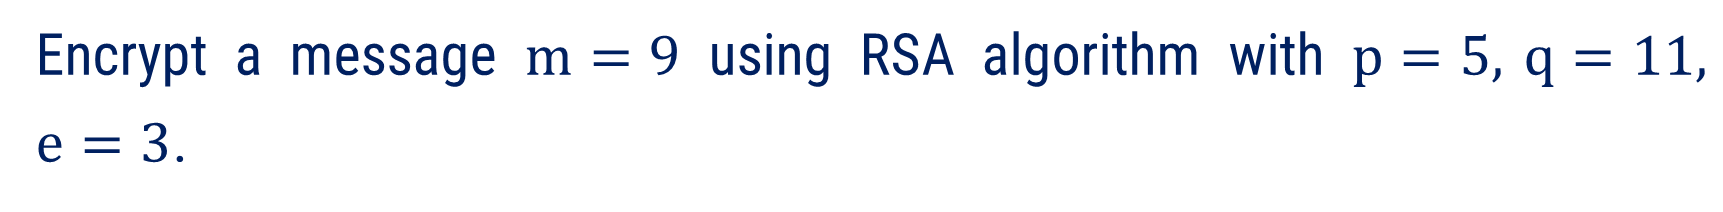 Encrypt a message m = 9 using RSA algorithm with p = 5, q = 11,
e = 3.